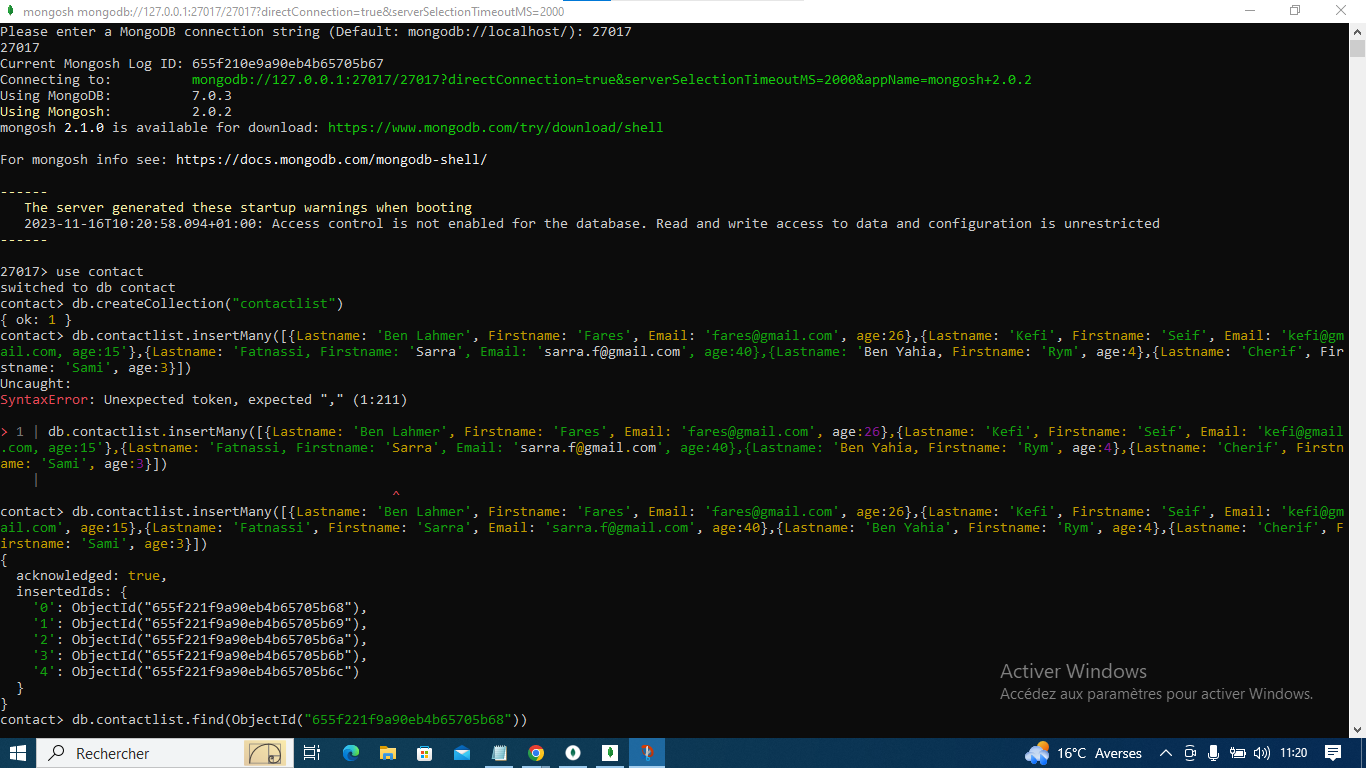 mongosh mongodb://127.0.0.1:27017/27017?directConnection=true&serverSelectionTimeoutMS=2000
Please enter a MongoDB connection string (Default: mongodb://localhost/): 27017
27017
Current Mongosh Log ID: 655f210e9a90eb4b65705b67
Connecting to:          mongodb://127.0.0.1:27017/27017?directConnection=true&serverSelectionTimeoutMS=2000&appName=mongosh+2.0.2
Using MongoDB:          7.0.3
Using Mongosh:          2.0.2
mongosh 2.1.0 is available for download: https://www.mongodb.com/try/download/shell
For mongosh info see: https://docs.mongodb.com/mongodb-shell/
------
   The server generated these startup warnings when booting
   2023-11-16T10:20:58.094+01:00: Access control is not enabled for the database. Read and write access to data and configuration is unrestricted
------
27017> use contact
switched to db contact
contact> db.createCollection("contactlist")
{ ok: 1 }
contact> db.contactlist.insertMany([{Lastname: 'Ben Lahmer', Firstname: 'Fares', Email: 'fares@gmail.com', age:26},{Lastname: 'Kefi', Firstname: 'Seif', Email: 'kefi@gm
ail.com, age:15'},{Lastname: 'Fatnassi, Firstname: 'Sarra', Email: 'sarra.f@gmail.com', age:40},{Lastname: 'Ben Yahia, Firstname: 'Rym', age:4},{Lastname: 'Cherif', Fir
stname: 'Sami', age:3}])
Uncaught:
SyntaxError: Unexpected token, expected "," (1:211)
> 1 | db.contactlist.insertMany([{Lastname: 'Ben Lahmer', Firstname: 'Fares', Email: 'fares@gmail.com', age:26},{Lastname: 'Kefi', Firstname: 'Seif', Email: 'kefi@gmail
.com, age:15'},{Lastname: 'Fatnassi, Firstname: 'Sarra', Email: 'sarra.f@gmail.com', age:40},{Lastname: 'Ben Yahia, Firstname: 'Rym', age:4},{Lastname: 'Cherif', Firstn
ame: 'Sami', age:3}])
    |
^
contact> db.contactlist.insertMany([{Lastname: 'Ben Lahmer', Firstname: 'Fares', Email: 'fares@gmail.com', age:26},{Lastname: 'Kefi', Firstname: 'Seif', Email: 'kefi@gm
ail.com', age:15},{Lastname: 'Fatnassi', Firstname: 'Sarra', Email: 'sarra.f@gmail.com', age:40},{Lastname: 'Ben Yahia', Firstname: 'Rym', age:4},{Lastname: 'Cherif', F
irstname: 'Sami', age:3}])
{
  acknowledged: true,
  insertedIds: {
    '0': ObjectId("655f221f9a90eb4b65705b68"),
    '1': ObjectId("655f221f9a90eb4b65705b69"),
    '2': ObjectId("655f221f9a90eb4b65705b6a"),
    '3': ObjectId("655f221f9a90eb4b65705b6b"),
    '4': ObjectId("655f221f9a90eb4b65705b6c")
  }
}
contact> db.contactlist.find(ObjectId("655f221f9a90eb4b65705b68"))
Activer Windows
Accédez aux paramètres pour activer Windows.
Rechercher
16°C Averses
11:20